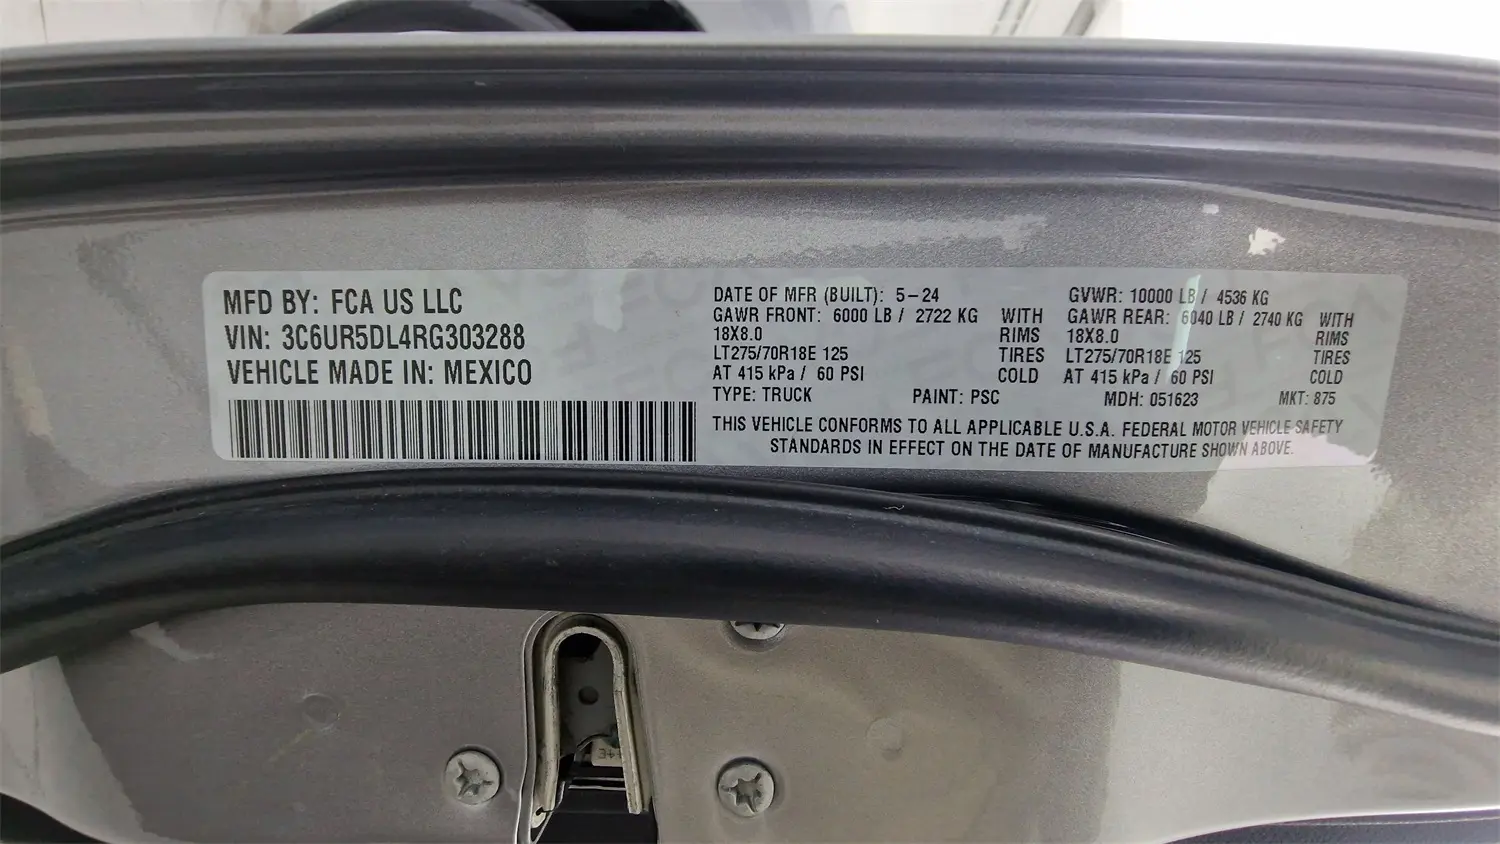 MFD BY: FCA US LLC
VIN: 3C6UR5DL4RG303288
VEHICLE MADE IN: MEXICO
DATE OF MFR (BUILT): 5-24
GAWR FRONT: 6000 LB / 2722 KG WITH
18X8.0 RIMS
LT275/70R18E 125 TIRES
AT 415 kPa / 60 PSI COLD
GVWR: 10000 LB / 4536 KG
GAWR REAR: 6040 LB / 2740 KG WITH
18X8.0 RIMS
LT275/70R18E 125 TIRES
AT 415 kPa / 60 PSI COLD
TYPE: TRUCK PAINT: PSC MDH: 051623 MKT: 875
THIS VEHICLE CONFORMS TO ALL APPLICABLE U.S.A. FEDERAL MOTOR VEHICLE SAFETY
STANDARDS IN EFFECT ON THE DATE OF MANUFACTURE SHOWN ABOVE.